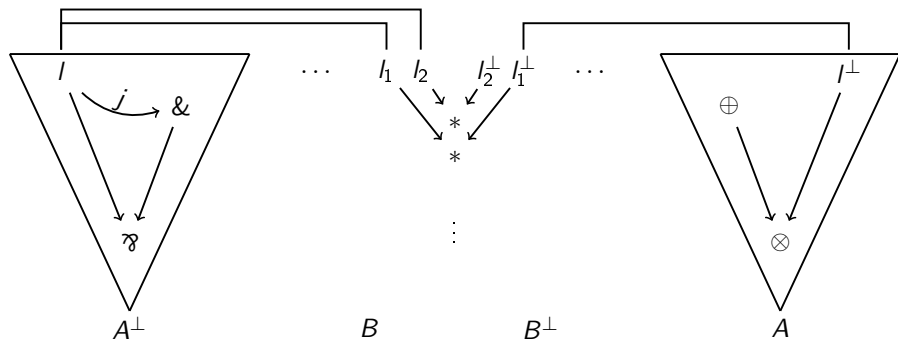 l ⋯ l₁ l₂ l₂^⊥ l₁^⊥ ⋯ l^⊥
j & * ⊕
*
⅋ ⋮ ⊗
A^⊥ B B^⊥ A